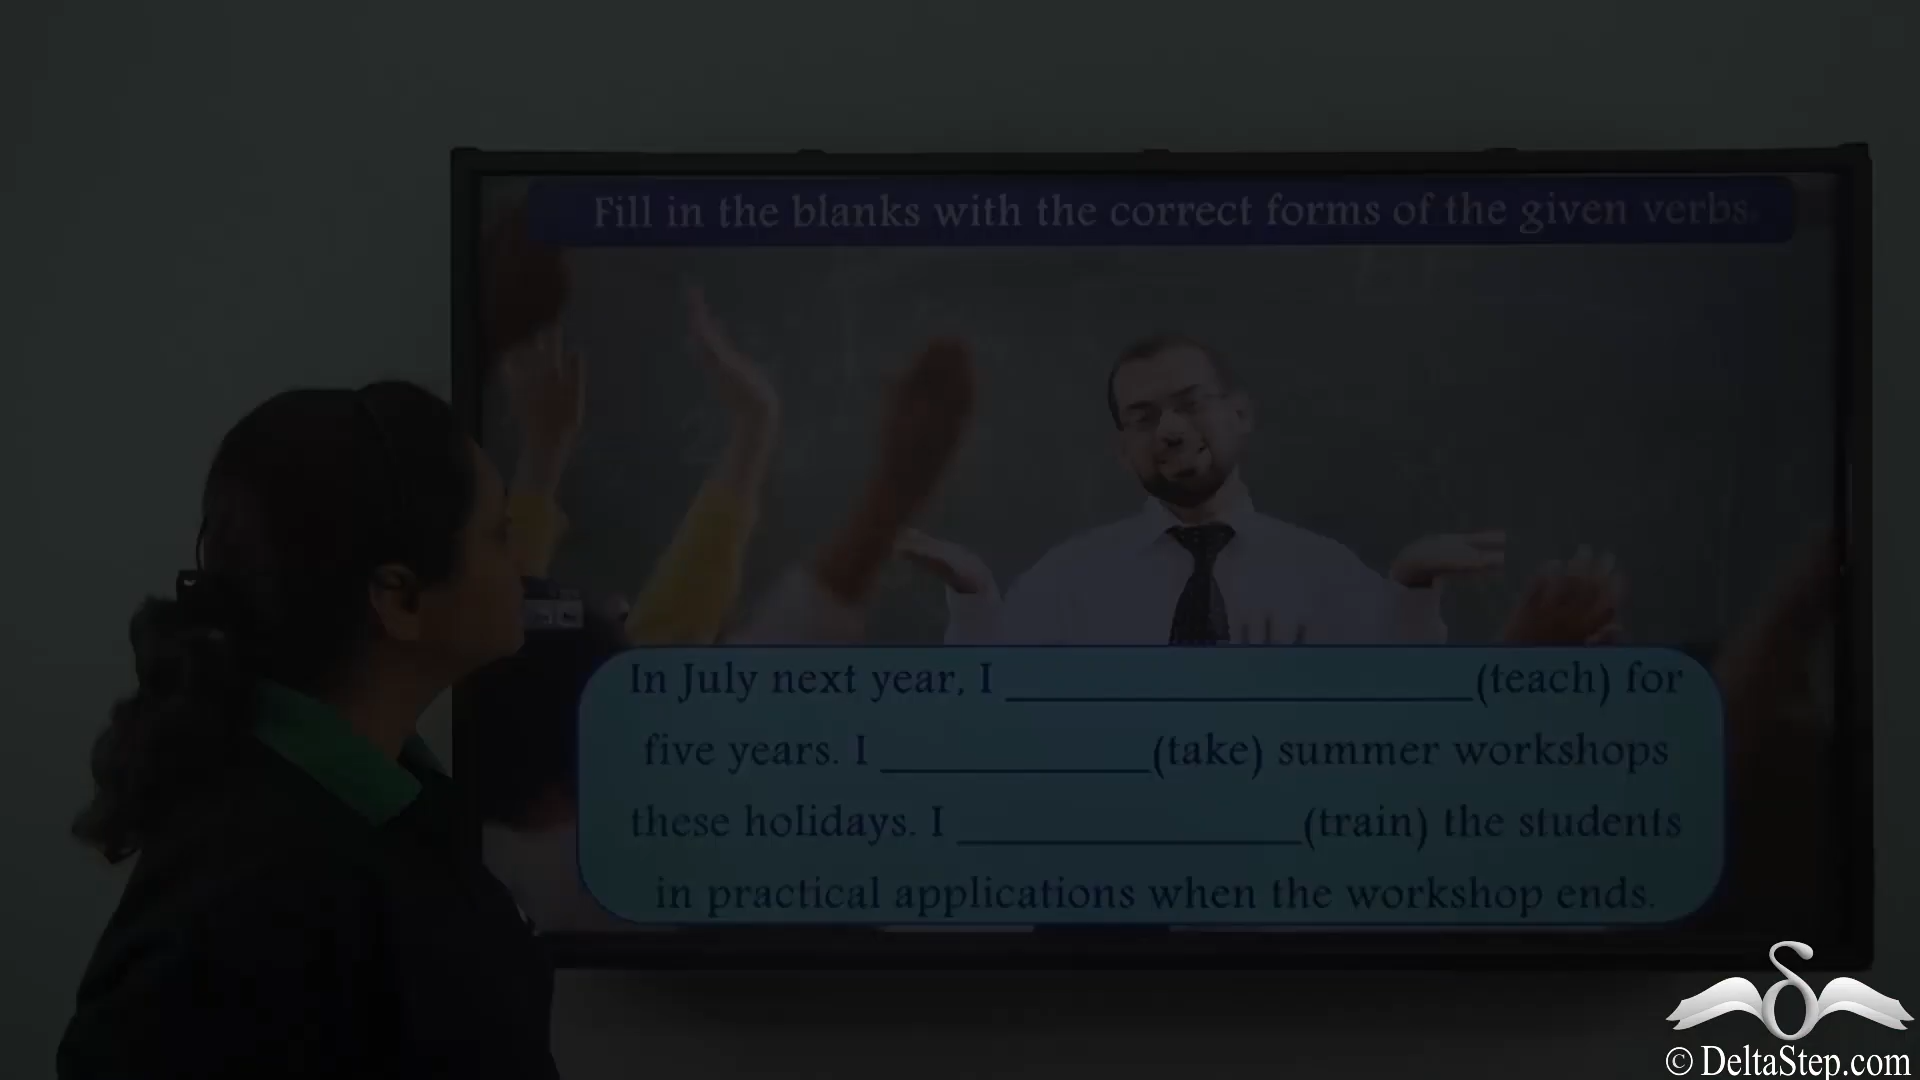 Fill in the blanks with the correct forms of the given verbs.
In July next year, I ____________________(teach) for
five years. I ____________(take) summer workshops
these holidays. I _______________(train) the students
in practical applications when the workshop ends.
© DeltaStep.com